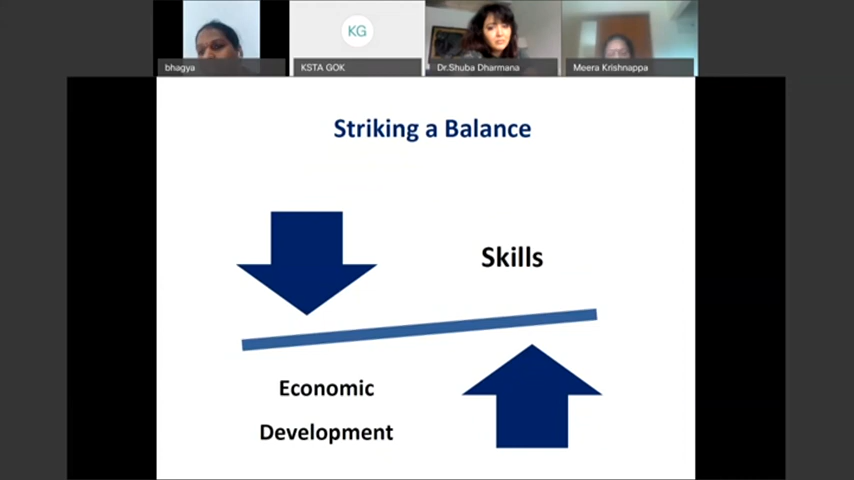 KG
bhagya
KSTA GOK
Dr.Shuba Dharmana
Meera Krishnappa
Striking a Balance
Skills
Economic
Development